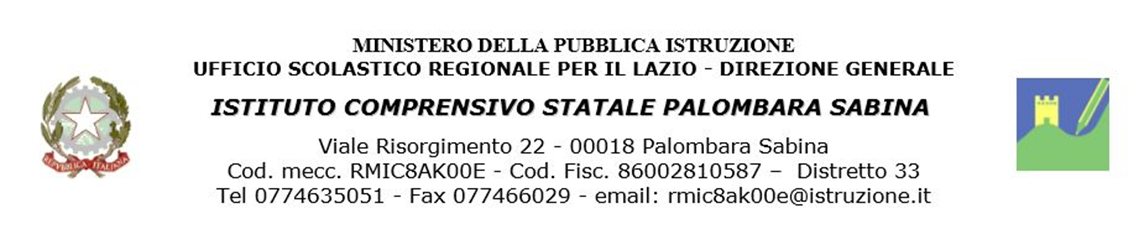 MINISTERO DELLA PUBBLICA ISTRUZIONE
UFFICIO SCOLASTICO REGIONALE PER IL LAZIO - DIREZIONE GENERALE
ISTITUTO COMPRENSIVO STATALE PALOMBARA SABINA
Viale Risorgimento 22 - 00018 Palombara Sabina
Cod. mecc. RMIC8AK00E - Cod. Fisc. 86002810587 – Distretto 33
Tel 0774635051 - Fax 077466029 - email: rmic8ak00e@istruzione.it
REPVBBLICA ITALIANA